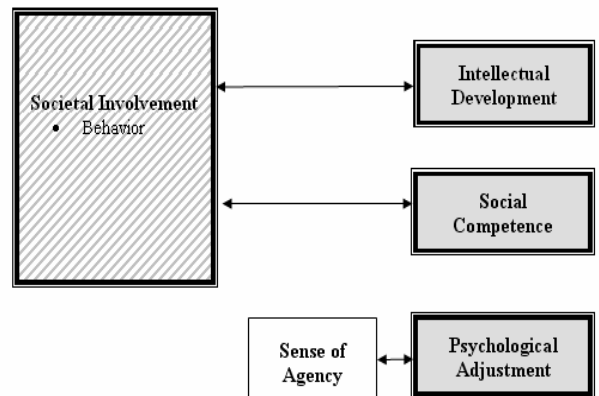 Societal Involvement
• Behavior
Intellectual
Development
Social
Competence
Sense of
Agency
Psychological
Adjustment